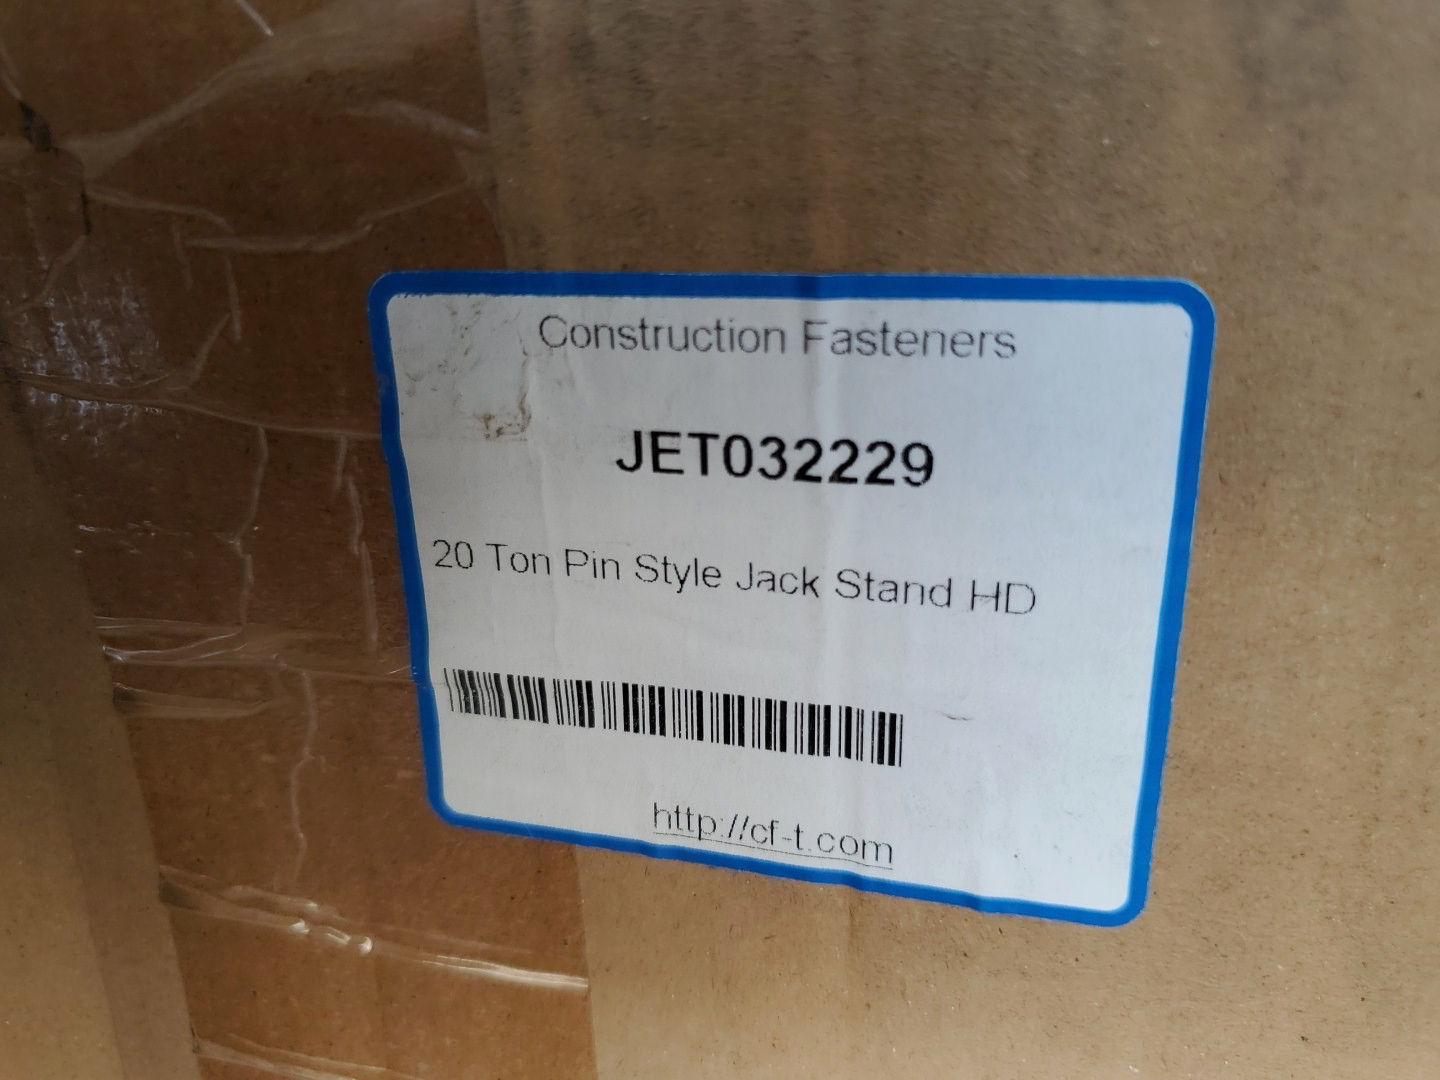 Construction Fasteners
JET032229
20 Ton Pin Style Jack Stand HD
http://cf-t.com